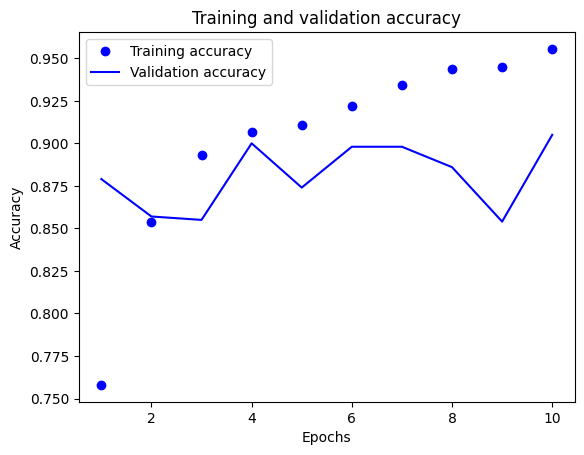 Training and validation accuracy
Training accuracy
Validation accuracy
Accuracy
0.950
0.925
0.900
0.875
0.850
0.825
0.800
0.775
0.750
2
4
6
8
10
Epochs